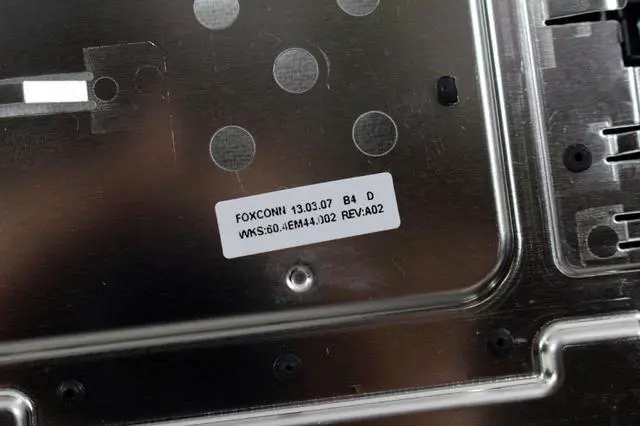 FOXCONN 13.03.07 B4 D
WKS:60.4EM44.002 REV:A02